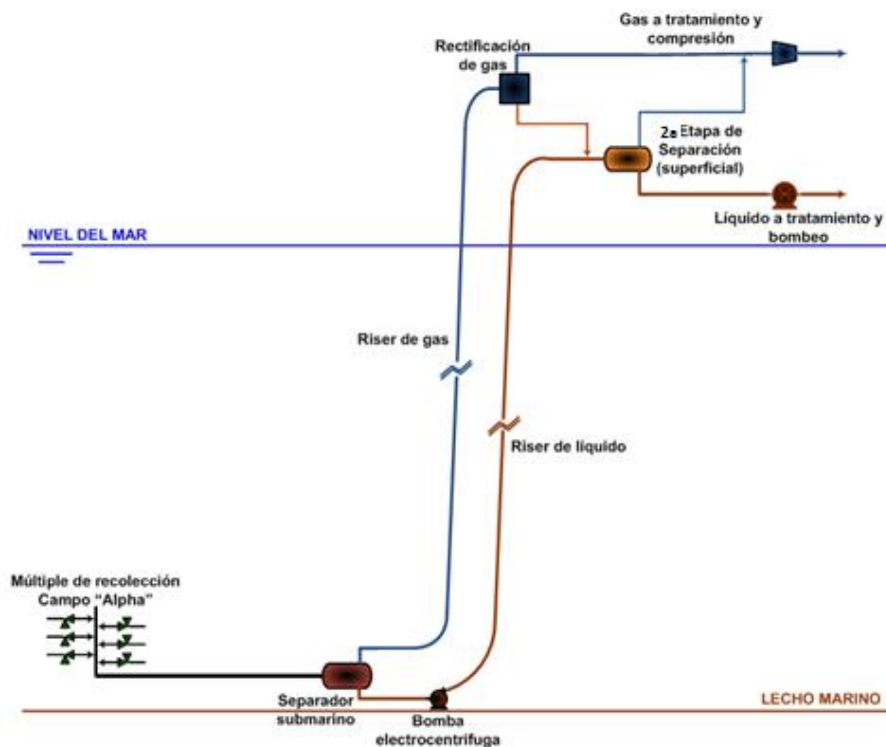 Gas a tratamiento y
compresión
Rectificación
de gas
2a Etapa de
Separación
(superficial)
Líquido a tratamiento y
bombeo
NIVEL DEL MAR
Riser de gas
Riser de líquido
Múltiple de recolección
Campo “Alpha”
Separador
submarino
Bomba
electrocentrífuga
LECHO MARINO